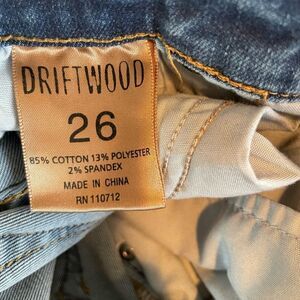 DRIFTWOOD
26
85% COTTON 13% POLYESTER
2% SPANDEX
MADE IN CHINA
RN 110712